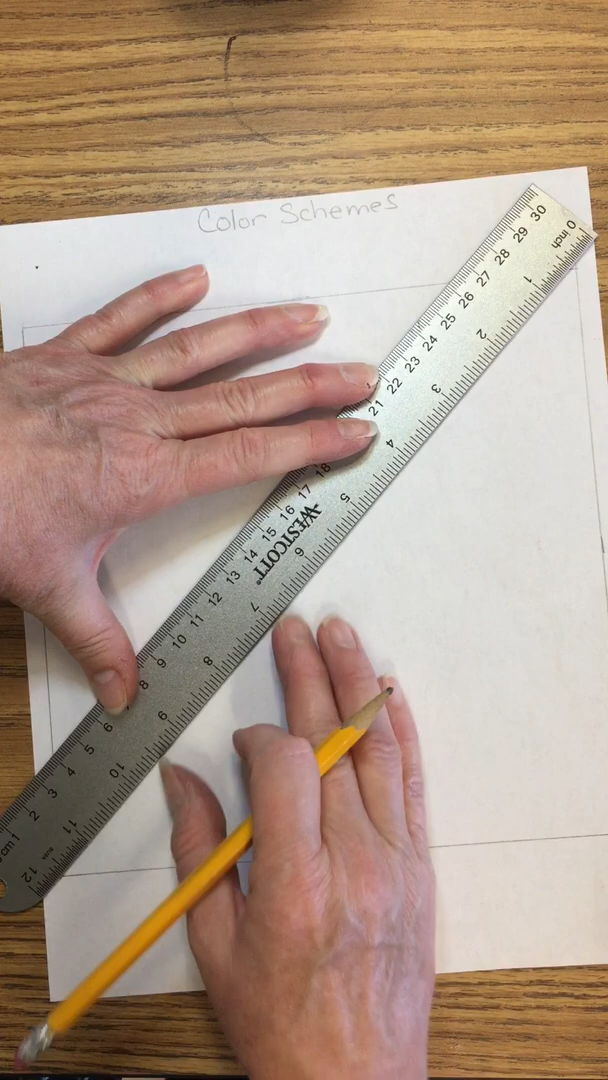 Color Schemes
30 29 28 27 26 25 24 23 22 21 18 17 16 15 14 13 12 11 10 9 8 7 6 5 4 3 2 1 cm
0 inch 1 2 3 4 5 6 7 8 9 10 11 12
WESTCOTT®